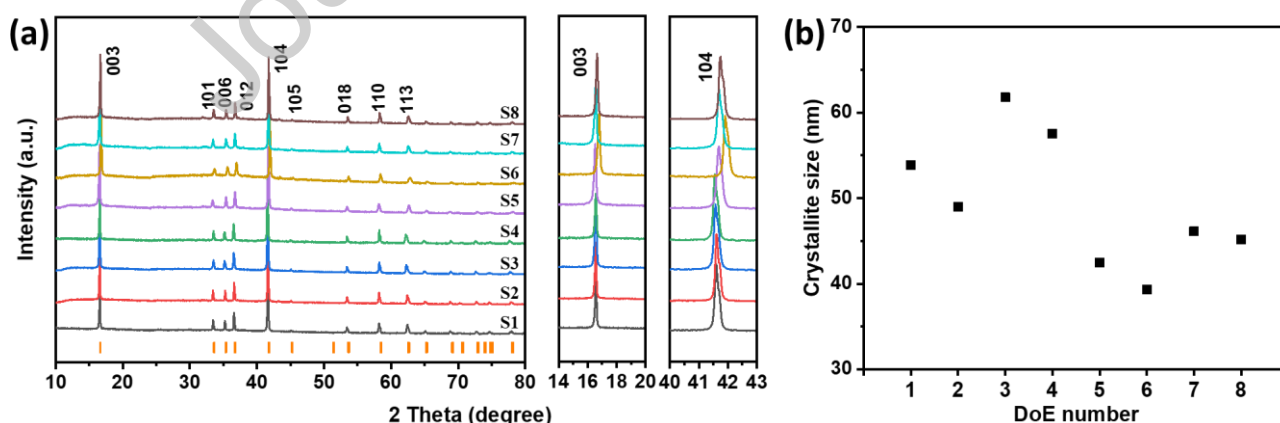 (a)
Intensity (a.u.)
003
101
006
012
104
105
018
110
113
S8
S7
S6
S5
S4
S3
S2
S1
10 20 30 40 50 60 70 80
003
14 16 18 20
104
40 41 42 43
2 Theta (degree)
(b)
Crystallite size (nm)
70
60
50
40
30
1 2 3 4 5 6 7 8
DoE number